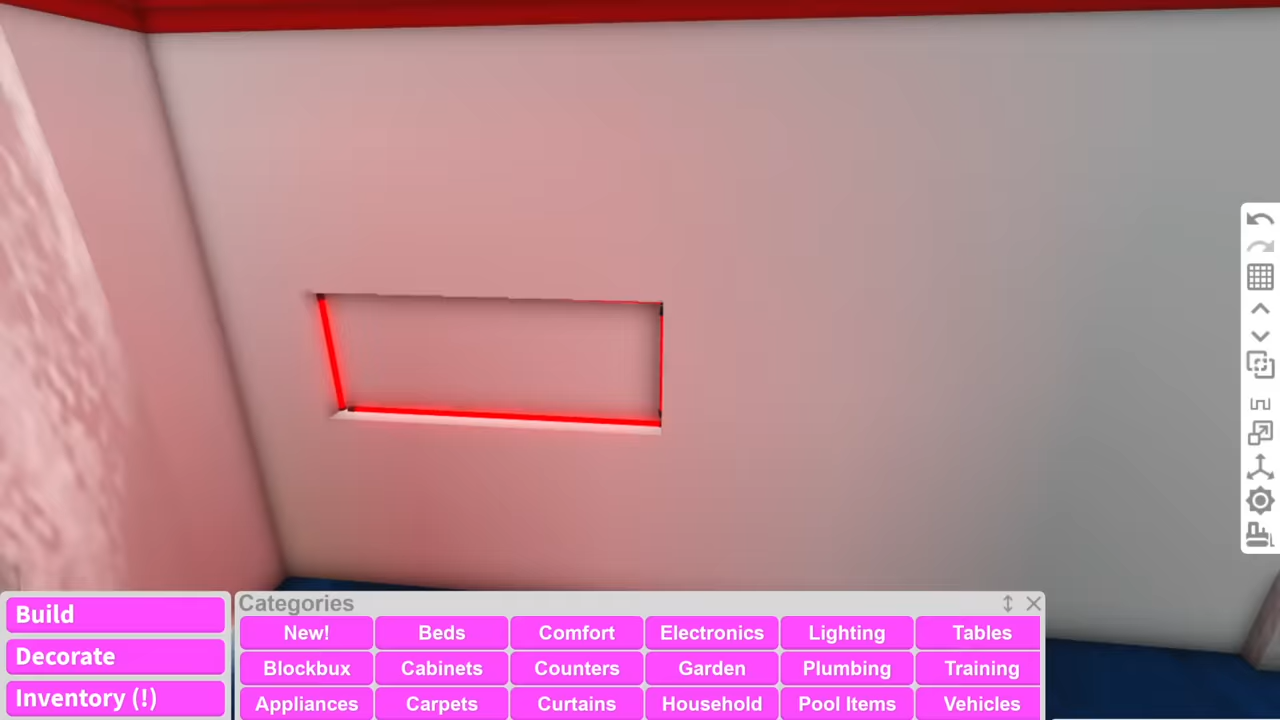 Build
Decorate
Inventory (!)
Categories
New! Beds Comfort Electronics Lighting Tables
Blockbux Cabinets Counters Garden Plumbing Training
Appliances Carpets Curtains Household Pool Items Vehicles